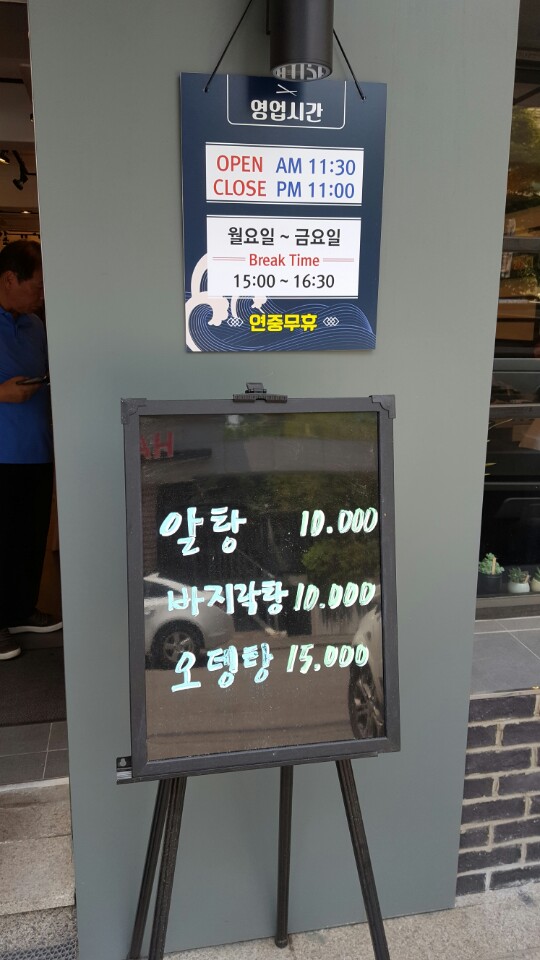 영업시간
OPEN AM 11:30
CLOSE PM 11:00
월요일 ~ 금요일
Break Time
15:00 ~ 16:30
연중무휴
HA
알탕 10.000
바지락탕 10.000
오뎅탕 15.000